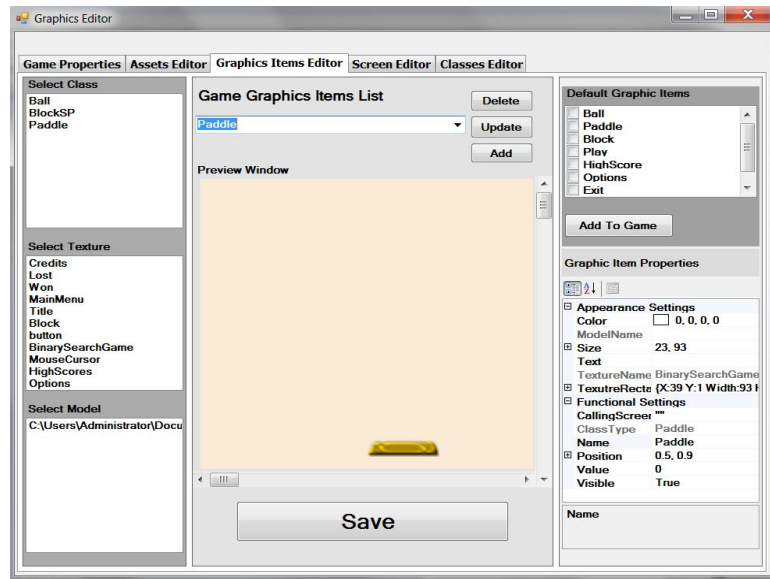 Graphics Editor
Game Properties Assets Editor Graphics Items Editor Screen Editor Classes Editor
Select Class
Ball
BlockSP
Paddle
Select Texture
Credits
Lost
Won
MainMenu
Title
Block
button
BinarySearchGame
MouseCursor
HighScores
Options
Select Model
C:\Users\Administrator\Docu
Game Graphics Items List
Delete
Paddle
Update
Add
Preview Window
Save
Default Graphic Items
Ball
Paddle
Block
Play
HighScore
Options
Exit
Add To Game
Graphic Item Properties
Appearance Settings
Color 0, 0, 0, 0
ModelName
Size 23, 93
Text
TextureName BinarySearchGame
TexutreRecta {X:39 Y:1 Width:93 H
Functional Settings
CallingScreen ""
ClassType Paddle
Name Paddle
Position 0.5, 0.9
Value 0
Visible True
Name